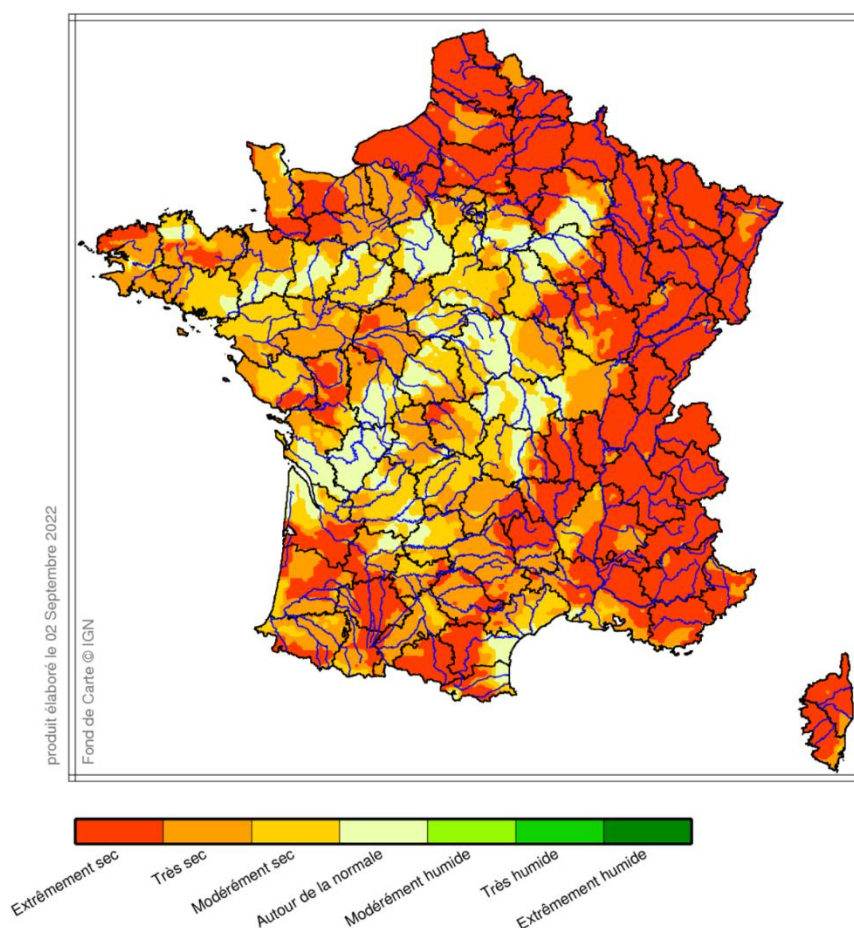 produit élaboré le 02 Septembre 2022
Fond de Carte © IGN
Extrêmement sec
Très sec
Modérément sec
Autour de la normale
Modérément humide
Très humide
Extrêmement humide